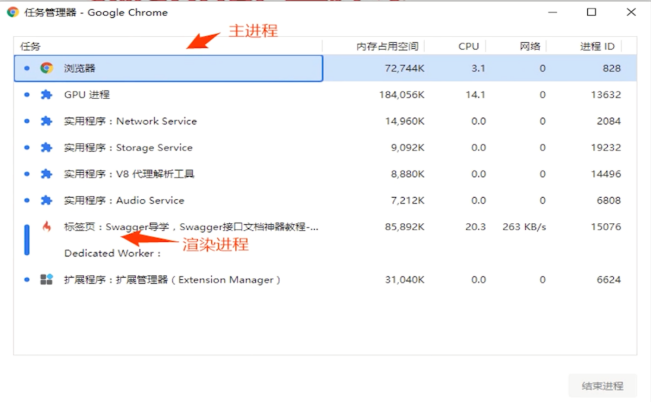 任务管理器 - Google Chrome
主进程
任务 内存占用空间 CPU 网络 进程 ID
浏览器 72,744K 3.1 0 828
GPU 进程 184,056K 14.1 0 13632
实用程序：Network Service 14,960K 0.0 0 2084
实用程序：Storage Service 9,092K 0.0 0 19232
实用程序：V8 代理解析工具 8,880K 0.0 0 14496
实用程序：Audio Service 7,212K 0.0 0 6808
标签页：Swagger导学，Swagger接口文档神器教程-... 85,892K 20.3 263 KB/s 15076
渲染进程
Dedicated Worker：
扩展程序：扩展管理器（Extension Manager） 31,040K 0.0 0 6624
结束进程